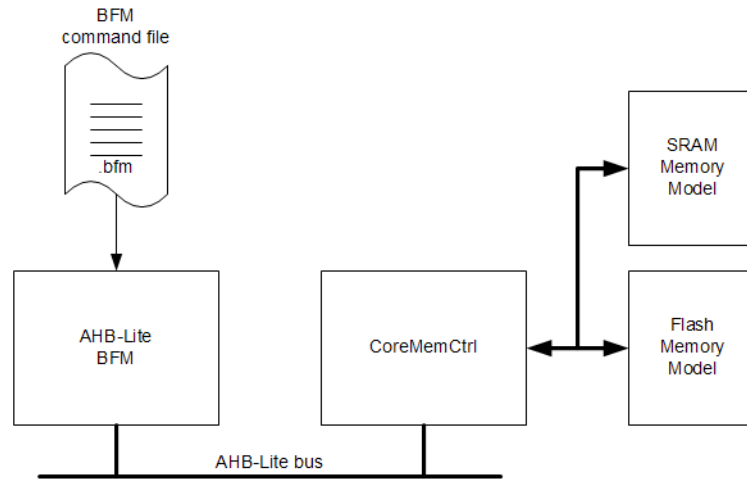 BFM
command file
.bfm
SRAM
Memory
Model
AHB-Lite
BFM
CoreMemCtrl
Flash
Memory
Model
AHB-Lite bus